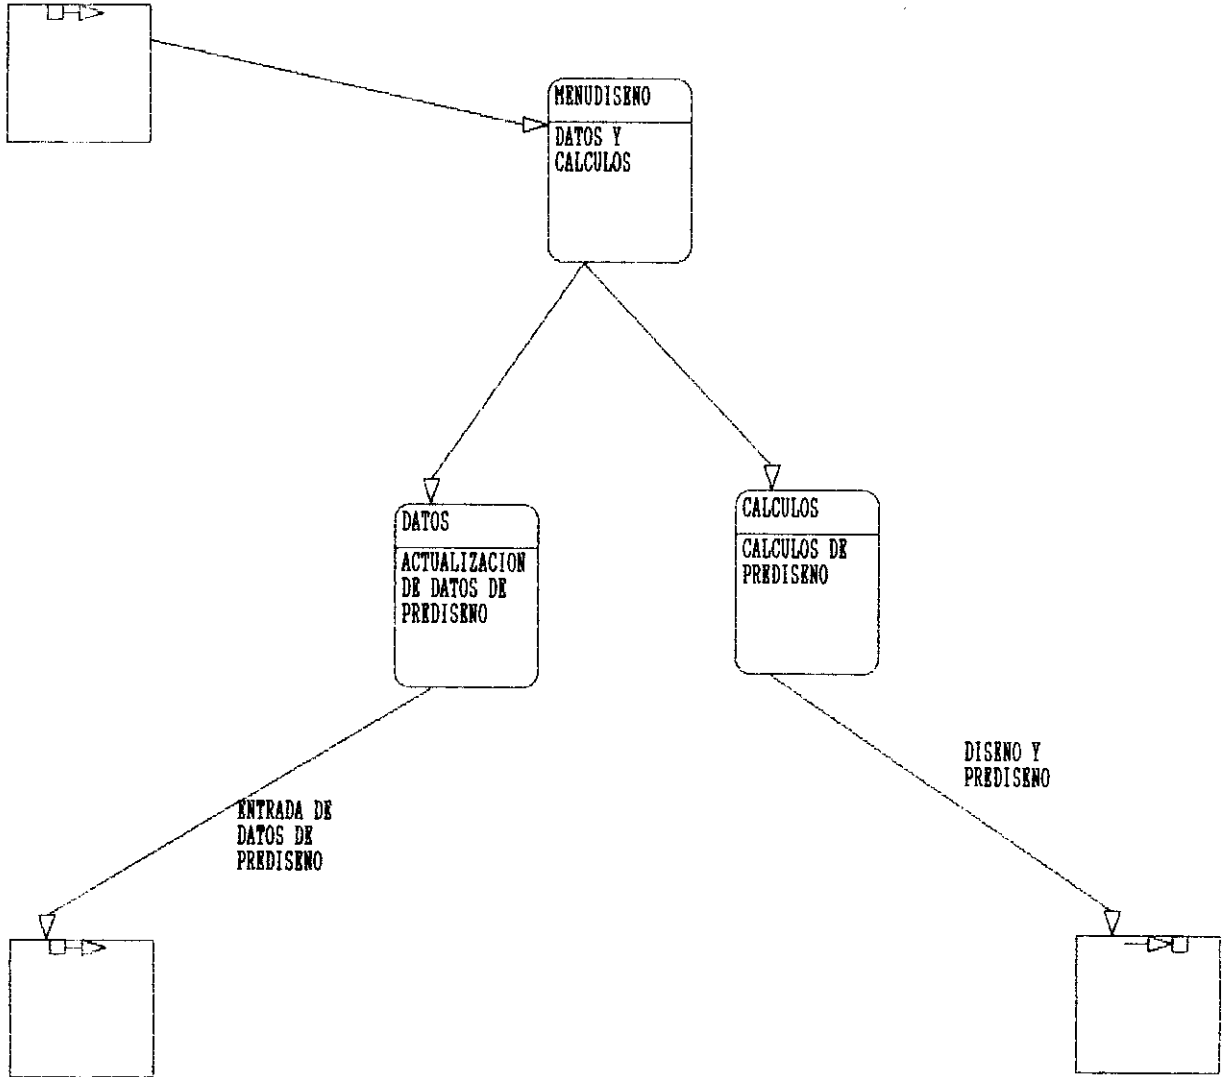 MENUDISENO
DATOS Y
CALCULOS
DATOS
ACTUALIZACION
DE DATOS DE
PREDISENO
CALCULOS
CALCULOS DE
PREDISENO
DISENO Y
PREDISENO
ENTRADA DE
DATOS DE
PREDISENO